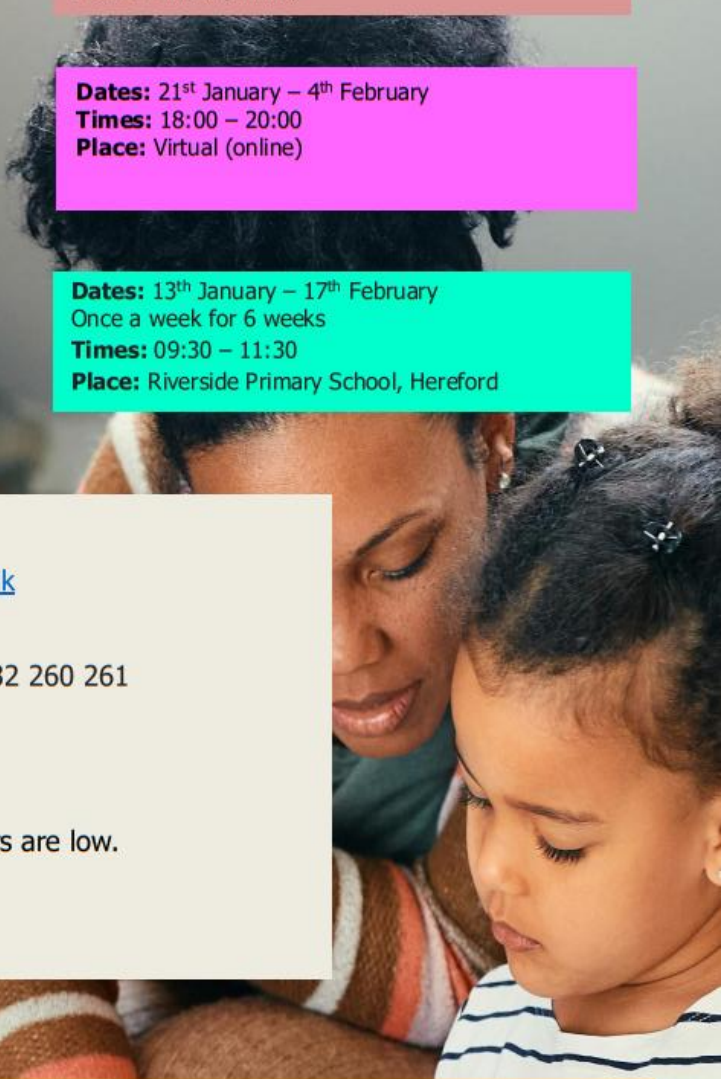 Dates: 21st January – 4th February
Times: 18:00 – 20:00
Place: Virtual (online)
Dates: 13th January – 17th February
Once a week for 6 weeks
Times: 09:30 – 11:30
Place: Riverside Primary School, Hereford
k
32 260 261
s are low.